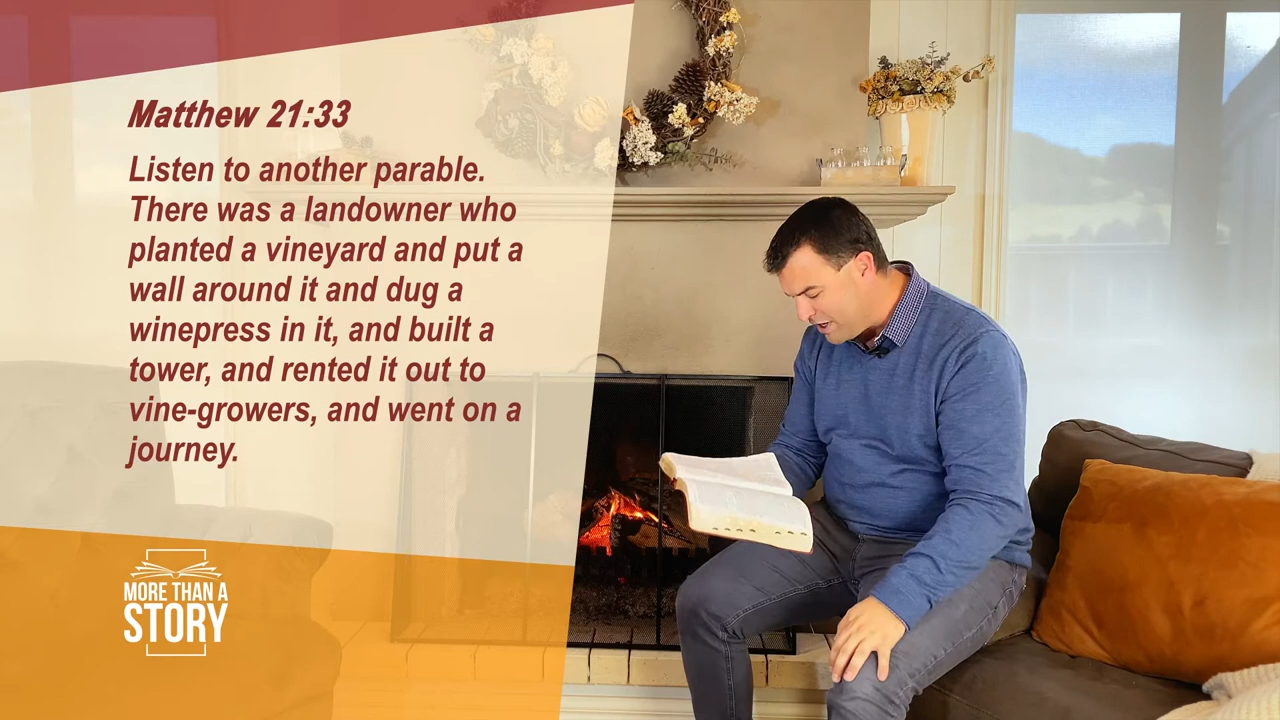 Matthew 21:33
Listen to another parable.
There was a landowner who
planted a vineyard and put a
wall around it and dug a
winepress in it, and built a
tower, and rented it out to
vine-growers, and went on a
journey.
MORE THAN A
STORY